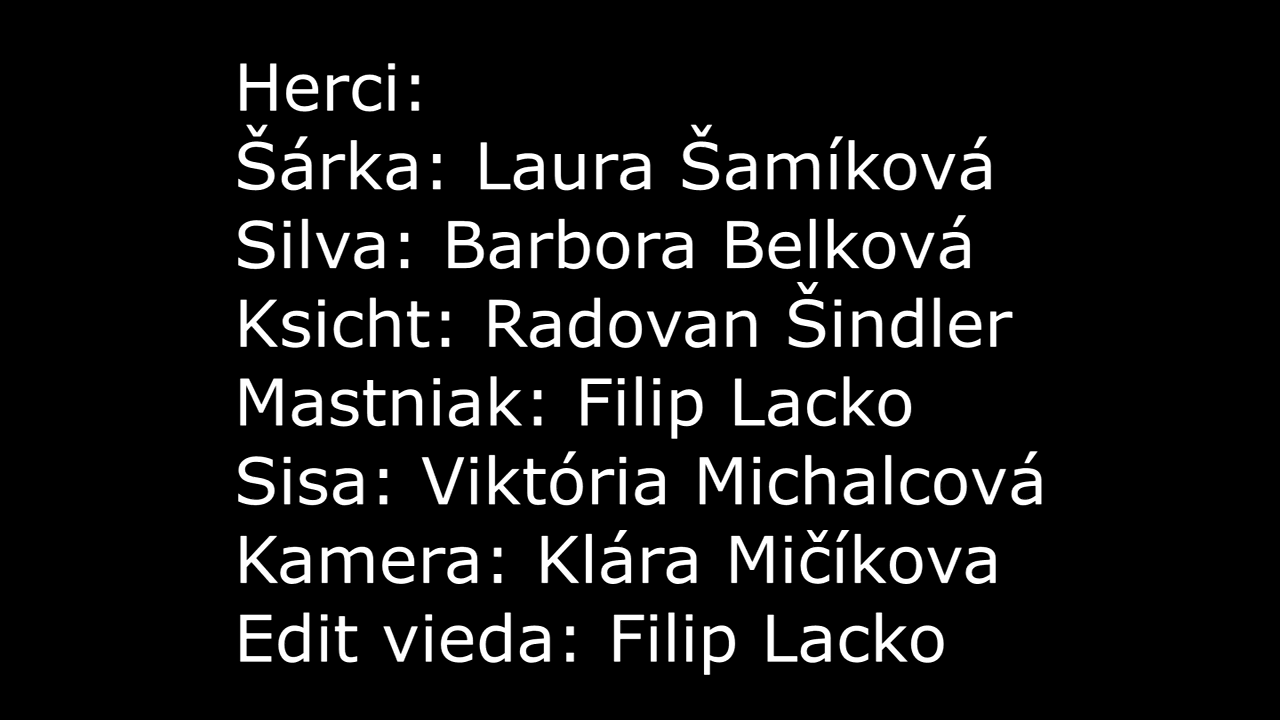 Herci:
Šárka: Laura Šamíková
Silva: Barbora Belková
Ksicht: Radovan Šindler
Mastniak: Filip Lacko
Sisa: Viktória Michalcová
Kamera: Klára Mičíkova
Edit vieda: Filip Lacko